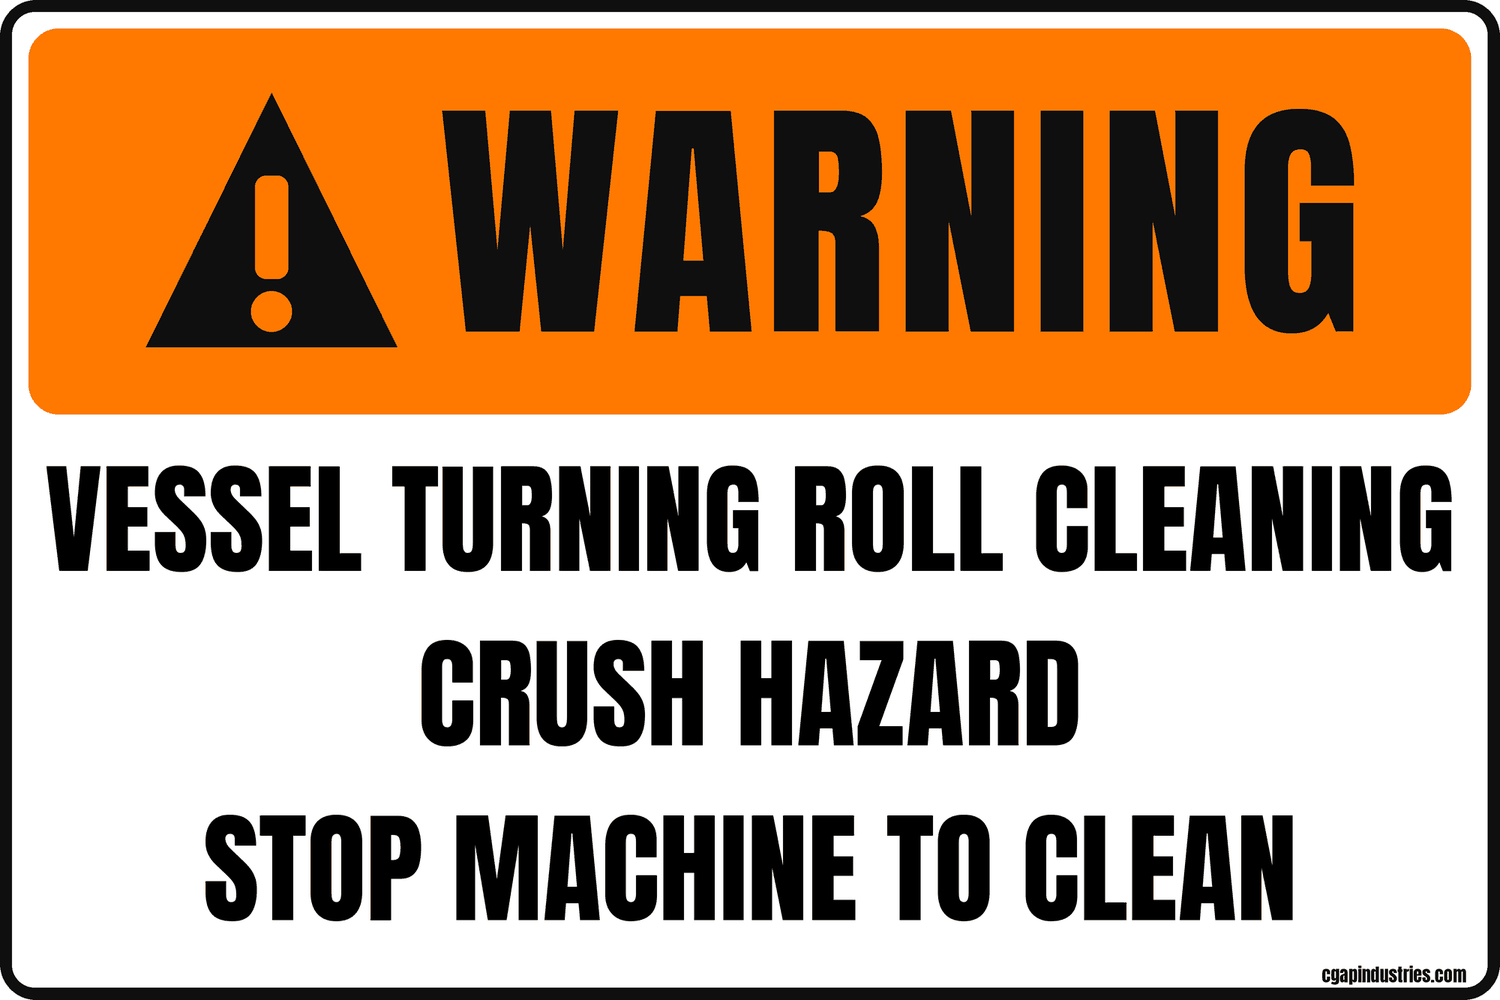 WARNING
VESSEL TURNING ROLL CLEANING
CRUSH HAZARD
STOP MACHINE TO CLEAN
cgapindustries.com